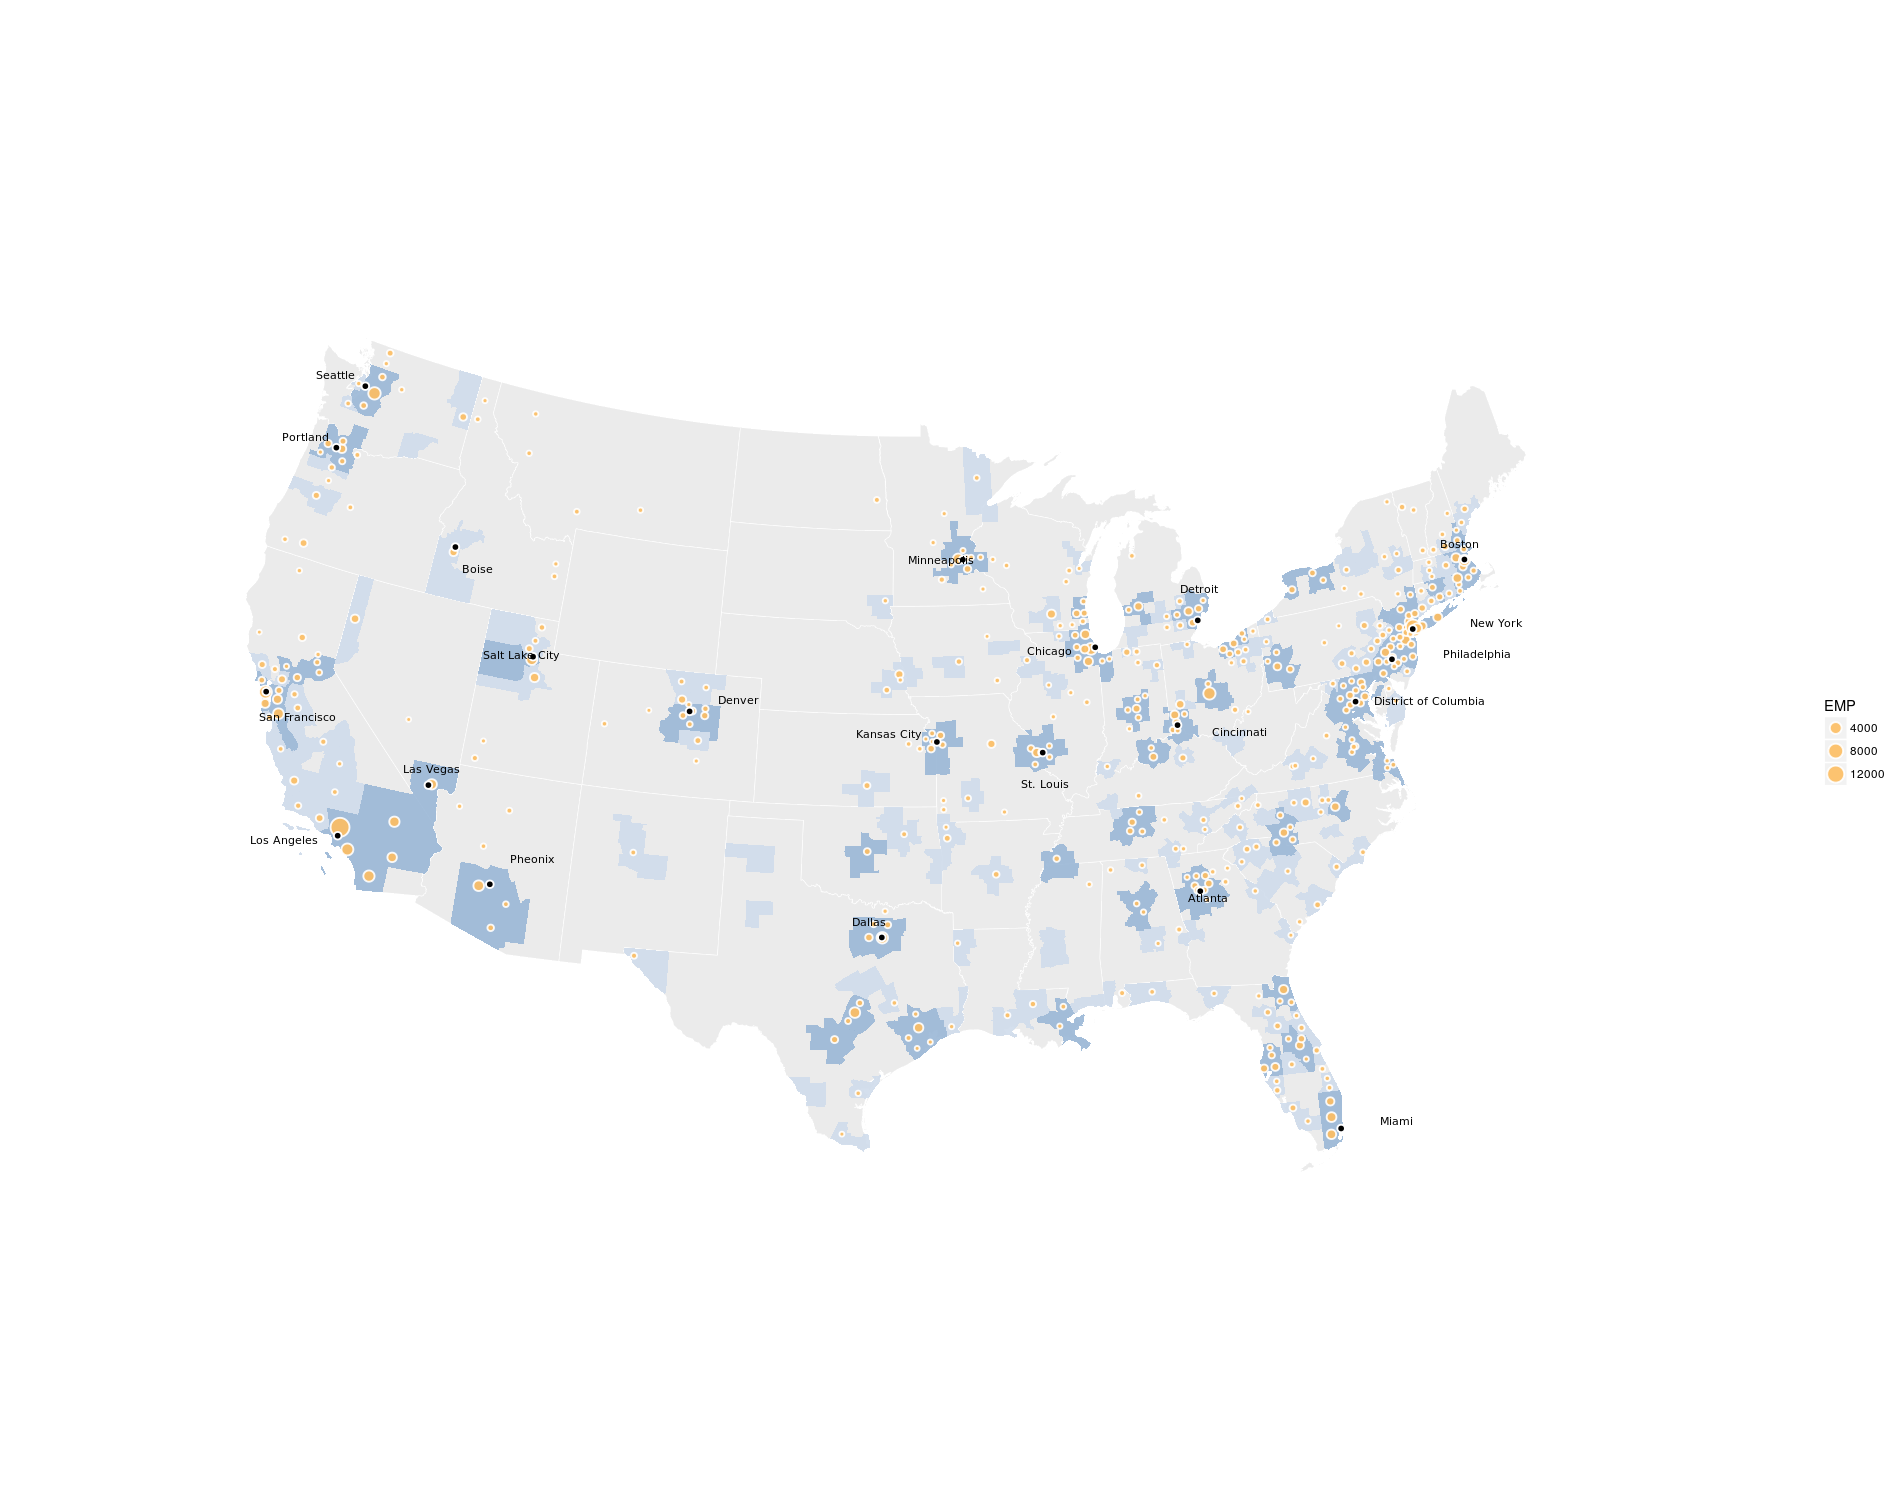 Seattle
Portland
Boston
Minneapolis
Boise
Detroit
New York
Chicago
Salt Lake City
Philadelphia
Denver
District of Columbia
EMP
San Francisco
4000
Kansas City
Cincinnati
8000
Las Vegas
12000
St. Louis
Los Angeles
Pheonix
Atlanta
Dallas
Miami